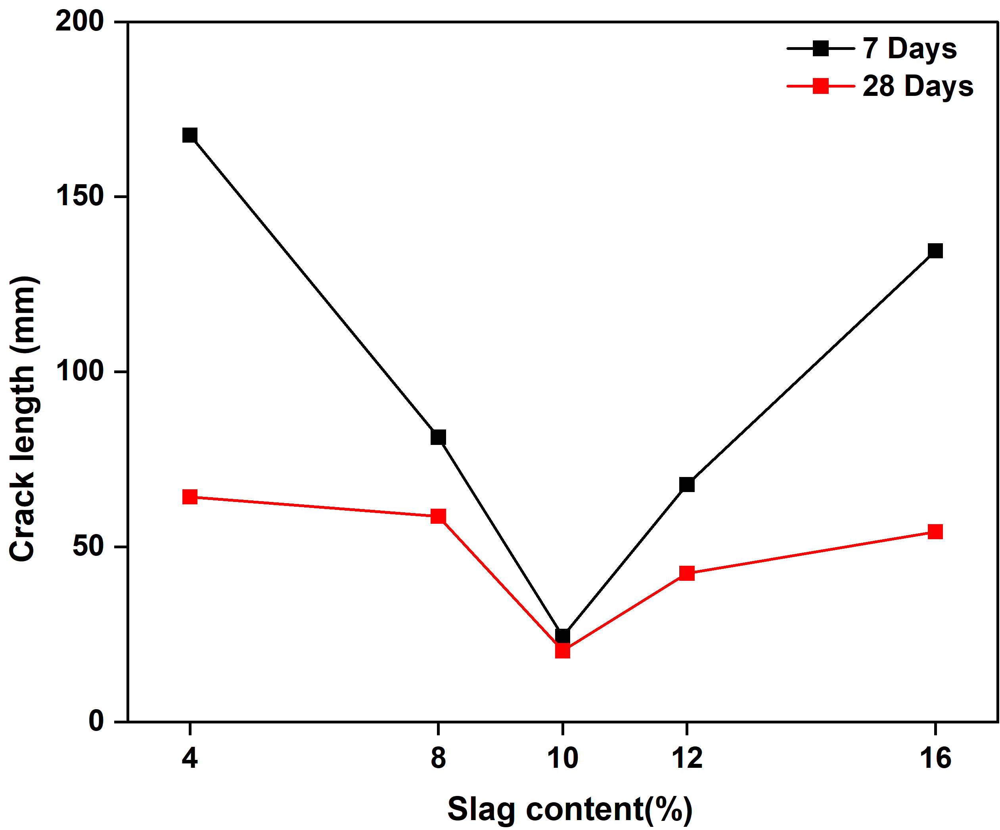 200
150
100
50
0
Crack length (mm)
7 Days
28 Days
4 8 10 12 16
Slag content(%)